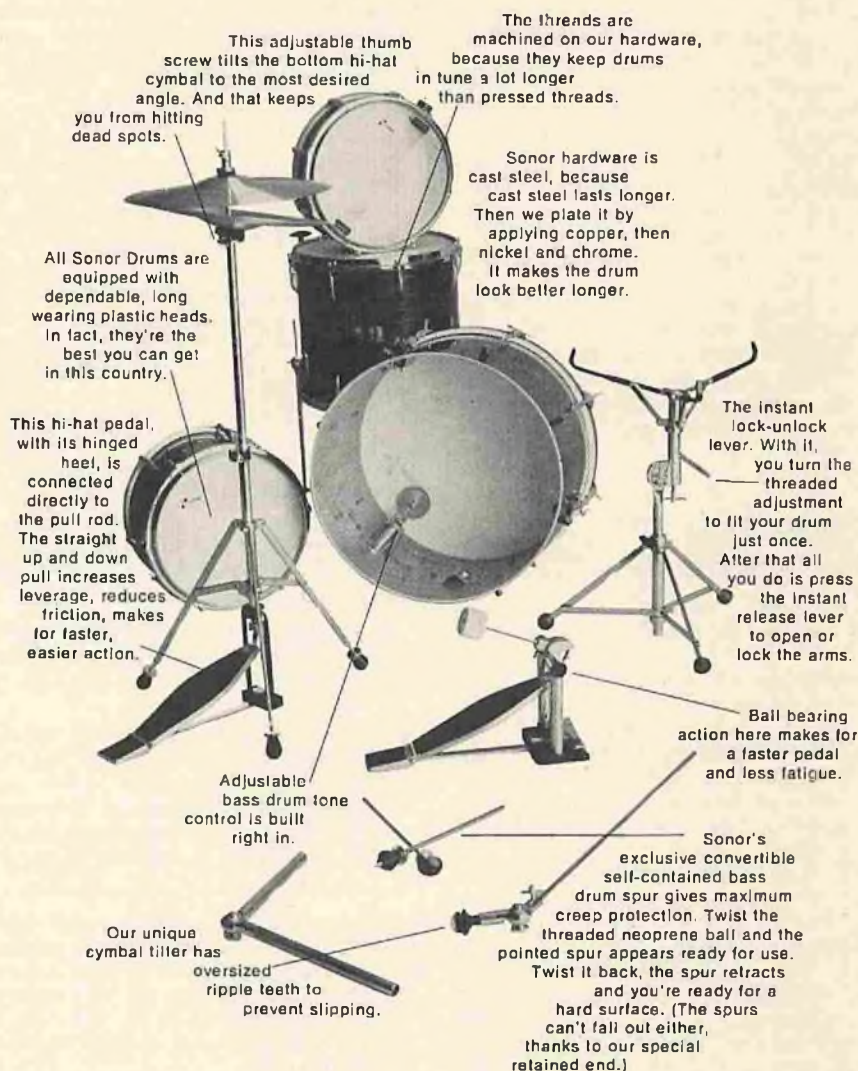 This adjustable thumb
screw tilts the bottom hi-hat
cymbal to the most desired
angle. And that keeps
you from hitting
dead spots.
The threads are
machined on our hardware,
because they keep drums
in tune a lot longer
than pressed threads.
Sonor hardware is
cast steel, because
cast steel lasts longer.
Then we plate it by
applying copper, then
nickel and chrome.
It makes the drum
look better longer.
All Sonor Drums are
equipped with
dependable, long
wearing plastic heads.
In fact, they're the
best you can get
in this country.
This hi-hat pedal,
with its hinged
heel, is
connected
directly to
the pull rod.
The straight
up and down
pull increases
leverage, reduces
friction, makes
for faster,
easier action.
The instant
lock-unlock
lever. With it,
you turn the
threaded
adjustment
to fit your drum
just once.
After that all
you do is press
the instant
release lever
to open or
lock the arms.
Ball bearing
action here makes for
a faster pedal
and less fatigue.
Adjustable
bass drum tone
control is built
right in.
Sonor's
exclusive convertible
self-contained bass
drum spur gives maximum
creep protection. Twist the
threaded neoprene ball and the
pointed spur appears ready for use.
Twist it back, the spur retracts
and you're ready for a
hard surface. (The spurs
can't fall out either,
thanks to our special
retained end.)
Our unique
cymbal tilter has
oversized
ripple teeth to
prevent slipping.